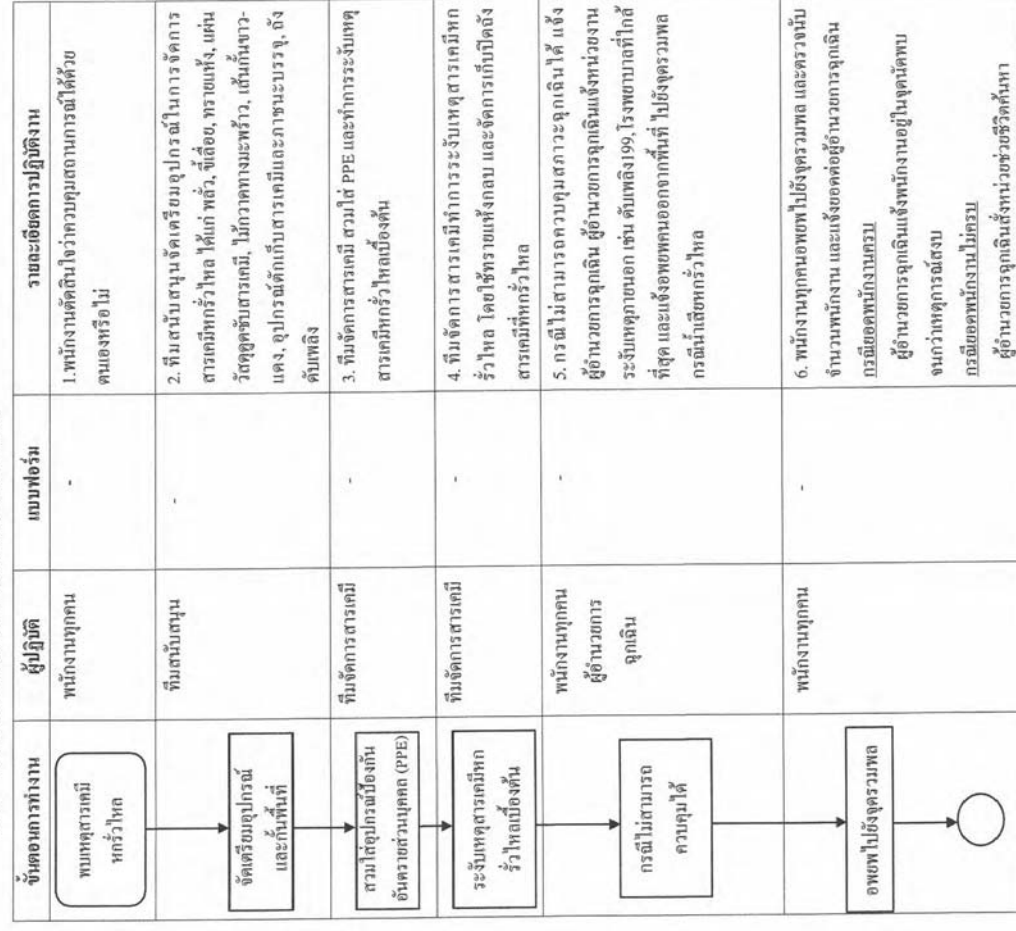 ขั้นตอนการทำงาน
ผู้ปฏิบัติ
แบบฟอร์ม
รายละเอียดการปฏิบัติงาน
พบเหตุสารเคมี
หกรั่วไหล
พนักงานทุกคน
-
1.พนักงานตัดสินใจว่าควบคุมสถานการณ์ได้ด้วย
ตนเองหรือไม่
จัดเตรียมอุปกรณ์
และกั้นพื้นที่
ทีมสนับสนุน
-
2. ทีมสนับสนุนจัดเตรียมอุปกรณ์ในการจัดการ
สารเคมีหกรั่วไหล ได้แก่ พลั่ว, ขี้เลื่อย, ทรายแห้ง, แผ่น
วัสดุดูดซับสารเคมี, ไม้กวาดทางมะพร้าว, เส้นกั้นขาว-
แดง, อุปกรณ์ตักเก็บสารเคมีและภาชนะบรรจุ, ถัง
ดับเพลิง
สวมใส่อุปกรณ์ป้องกัน
อันตรายส่วนบุคคล (PPE)
ทีมจัดการสารเคมี
-
3. ทีมจัดการสารเคมี สวมใส่ PPE และทำการระงับเหตุ
สารเคมีหกรั่วไหลเบื้องต้น
ระงับเหตุสารเคมีหก
รั่วไหลเบื้องต้น
ทีมจัดการสารเคมี
-
4. ทีมจัดการสารเคมีทำการระงับเหตุสารเคมีหก
รั่วไหล โดยใช้ทรายแห้งกลบ และจัดการเก็บปิดถัง
สารเคมีที่หกรั่วไหล
กรณีไม่สามารถ
ควบคุมได้
พนักงานทุกคน
ผู้อำนวยการ
ฉุกเฉิน
-
5. กรณีไม่สามารถควบคุมสภาวะฉุกเฉินได้ แจ้ง
ผู้อำนวยการฉุกเฉิน ผู้อำนวยการฉุกเฉินแจ้งหน่วยงาน
ระงับเหตุภายนอก เช่น ดับเพลิง199,โรงพยาบาลที่ใกล้
ที่สุด และแจ้งอพยพคนออกจากพื้นที่ ไปยังจุดรวมพล
กรณีน้ำเสียหกรั่วไหล
อพยพไปยังจุดรวมพล
พนักงานทุกคน
-
6. พนักงานทุกคนอพยพไปยังจุดรวมพล และตรวจนับ
จำนวนพนักงาน และแจ้งยอดต่อผู้อำนวยการฉุกเฉิน
กรณียอดพนักงานครบ
ผู้อำนวยการฉุกเฉินแจ้งพนักงานอยู่ในจุดนัดพบ
จนกว่าเหตุการณ์สงบ
กรณียอดพนักงานไม่ครบ
ผู้อำนวยการฉุกเฉินสั่งหน่วยช่วยชีวิตค้นหา